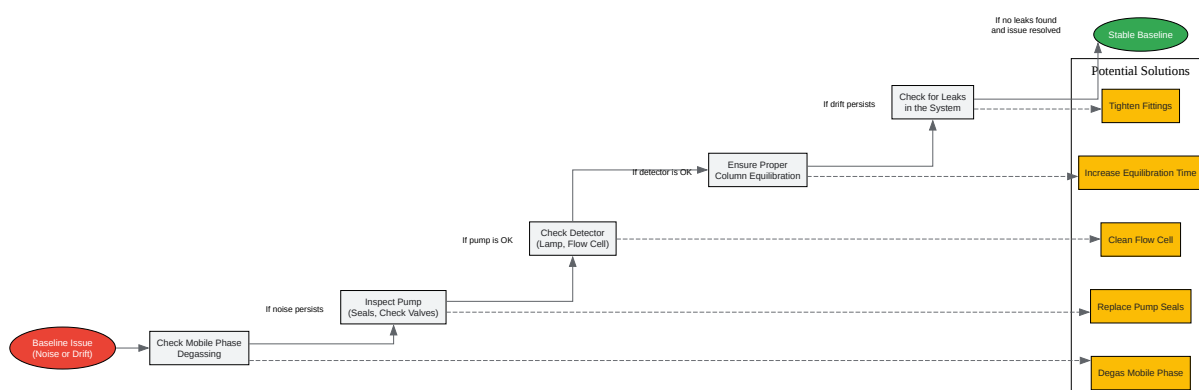 If no leaks found
and issue resolved
Stable Baseline
Potential Solutions
Check for Leaks
in the System
If drift persists
Tighten Fittings
Ensure Proper
Column Equilibration
If detector is OK
Increase Equilibration Time
Check Detector
(Lamp, Flow Cell)
If pump is OK
Clean Flow Cell
Inspect Pump
(Seals, Check Valves)
If noise persists
Replace Pump Seals
Baseline Issue
(Noise or Drift)
Check Mobile Phase
Degassing
Degas Mobile Phase